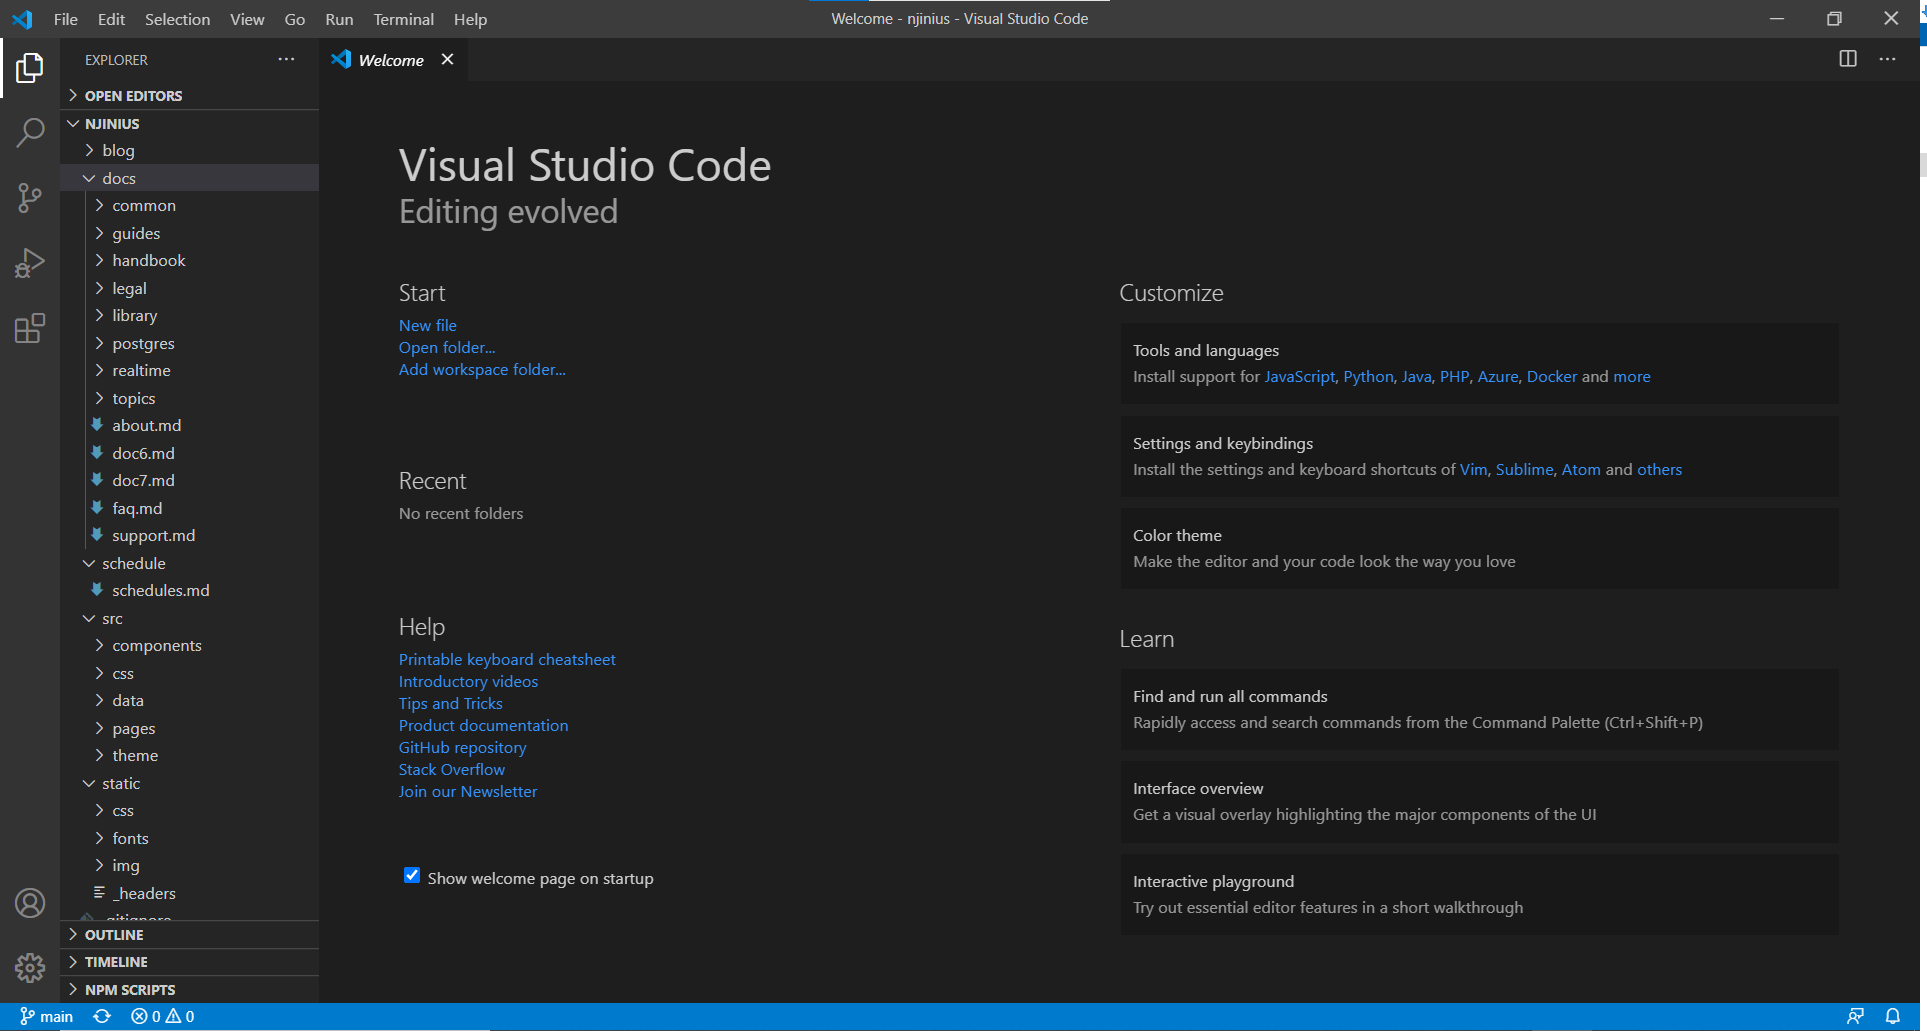 File Edit Selection View Go Run Terminal Help
Welcome - njinius - Visual Studio Code
EXPLORER
OPEN EDITORS
NJINIUS
blog
docs
common
guides
handbook
legal
library
postgres
realtime
topics
about.md
doc6.md
doc7.md
faq.md
support.md
schedule
schedules.md
src
components
css
data
pages
theme
static
css
fonts
img
_headers
.gitignore
OUTLINE
TIMELINE
NPM SCRIPTS
Welcome
Visual Studio Code
Editing evolved
Start
New file
Open folder...
Add workspace folder...
Recent
No recent folders
Help
Printable keyboard cheatsheet
Introductory videos
Tips and Tricks
Product documentation
GitHub repository
Stack Overflow
Join our Newsletter
Show welcome page on startup
Customize
Tools and languages
Install support for JavaScript, Python, Java, PHP, Azure, Docker and more
Settings and keybindings
Install the settings and keyboard shortcuts of Vim, Sublime, Atom and others
Color theme
Make the editor and your code look the way you love
Learn
Find and run all commands
Rapidly access and search commands from the Command Palette (Ctrl+Shift+P)
Interface overview
Get a visual overlay highlighting the major components of the UI
Interactive playground
Try out essential editor features in a short walkthrough
main 0 0